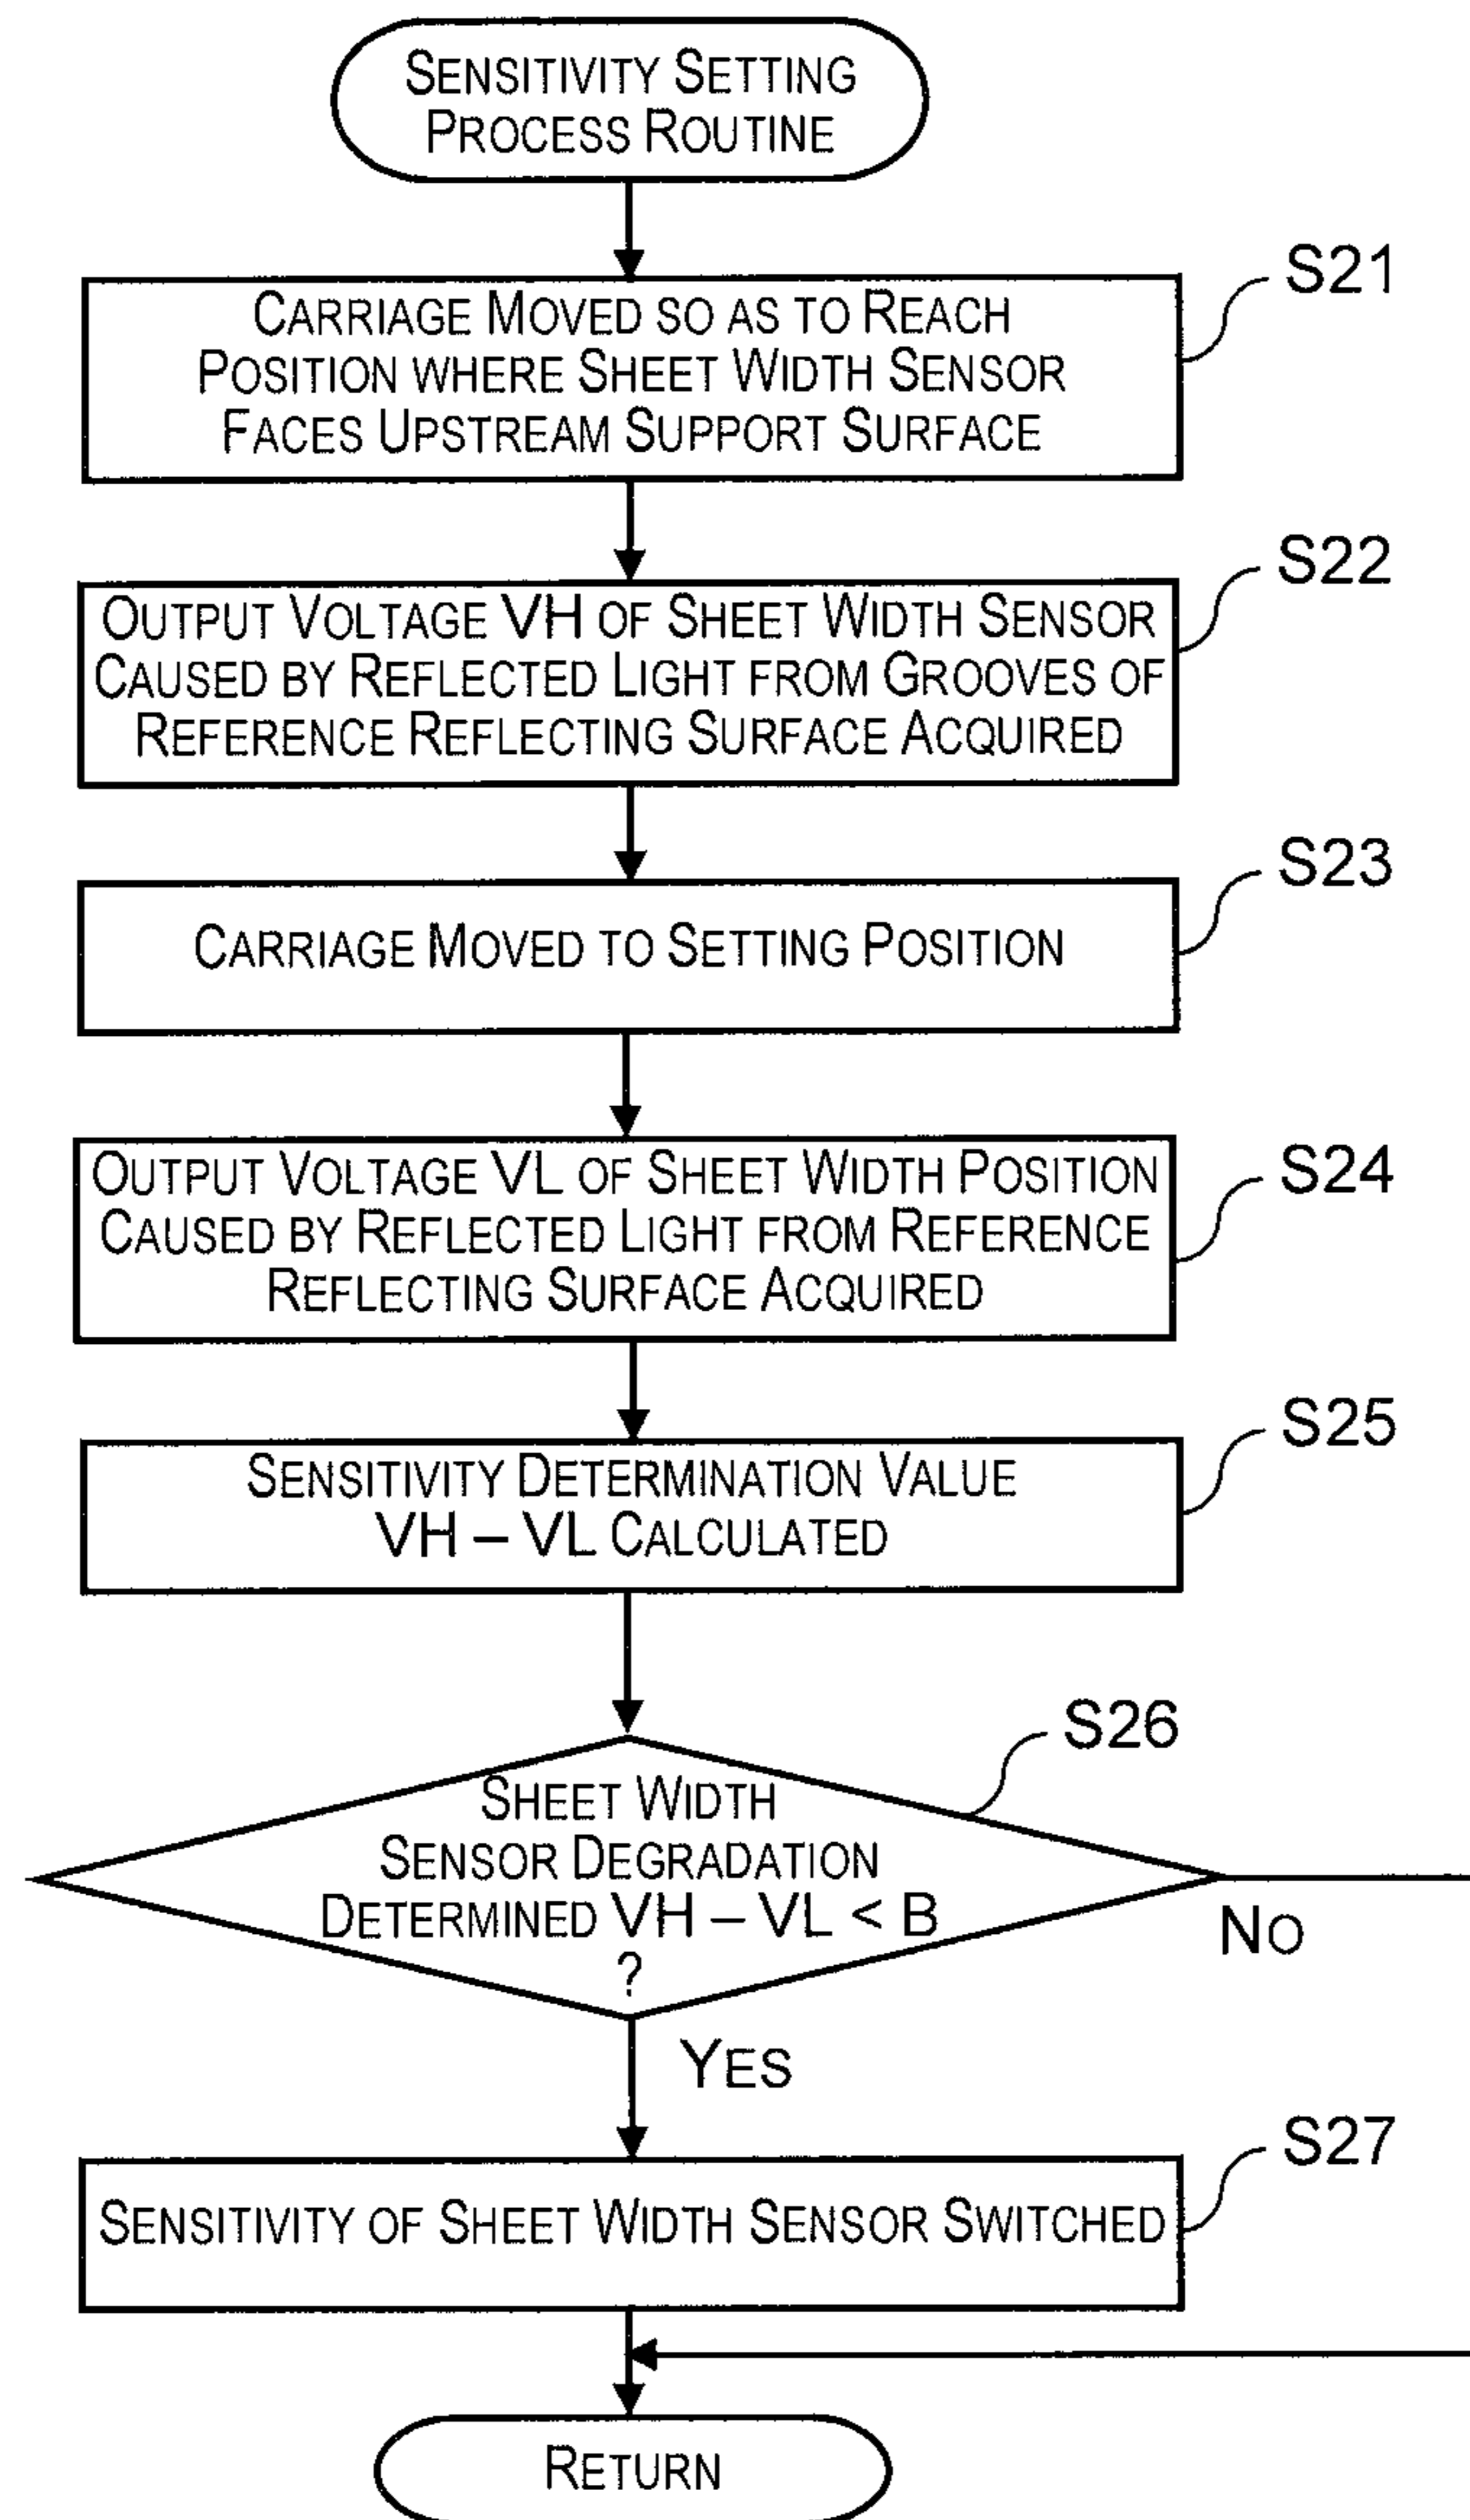 SENSITIVITY SETTING
PROCESS ROUTINE
S21
CARRIAGE MOVED SO AS TO REACH
POSITION WHERE SHEET WIDTH SENSOR
FACES UPSTREAM SUPPORT SURFACE
S22
OUTPUT VOLTAGE VH OF SHEET WIDTH SENSOR
CAUSED BY REFLECTED LIGHT FROM GROOVES OF
REFERENCE REFLECTING SURFACE ACQUIRED
S23
CARRIAGE MOVED TO SETTING POSITION
S24
OUTPUT VOLTAGE VL OF SHEET WIDTH POSITION
CAUSED BY REFLECTED LIGHT FROM REFERENCE
REFLECTING SURFACE ACQUIRED
S25
SENSITIVITY DETERMINATION VALUE
VH – VL CALCULATED
S26
SHEET WIDTH
SENSOR DEGRADATION
DETERMINED VH – VL < B
?
NO
YES
S27
SENSITIVITY OF SHEET WIDTH SENSOR SWITCHED
RETURN